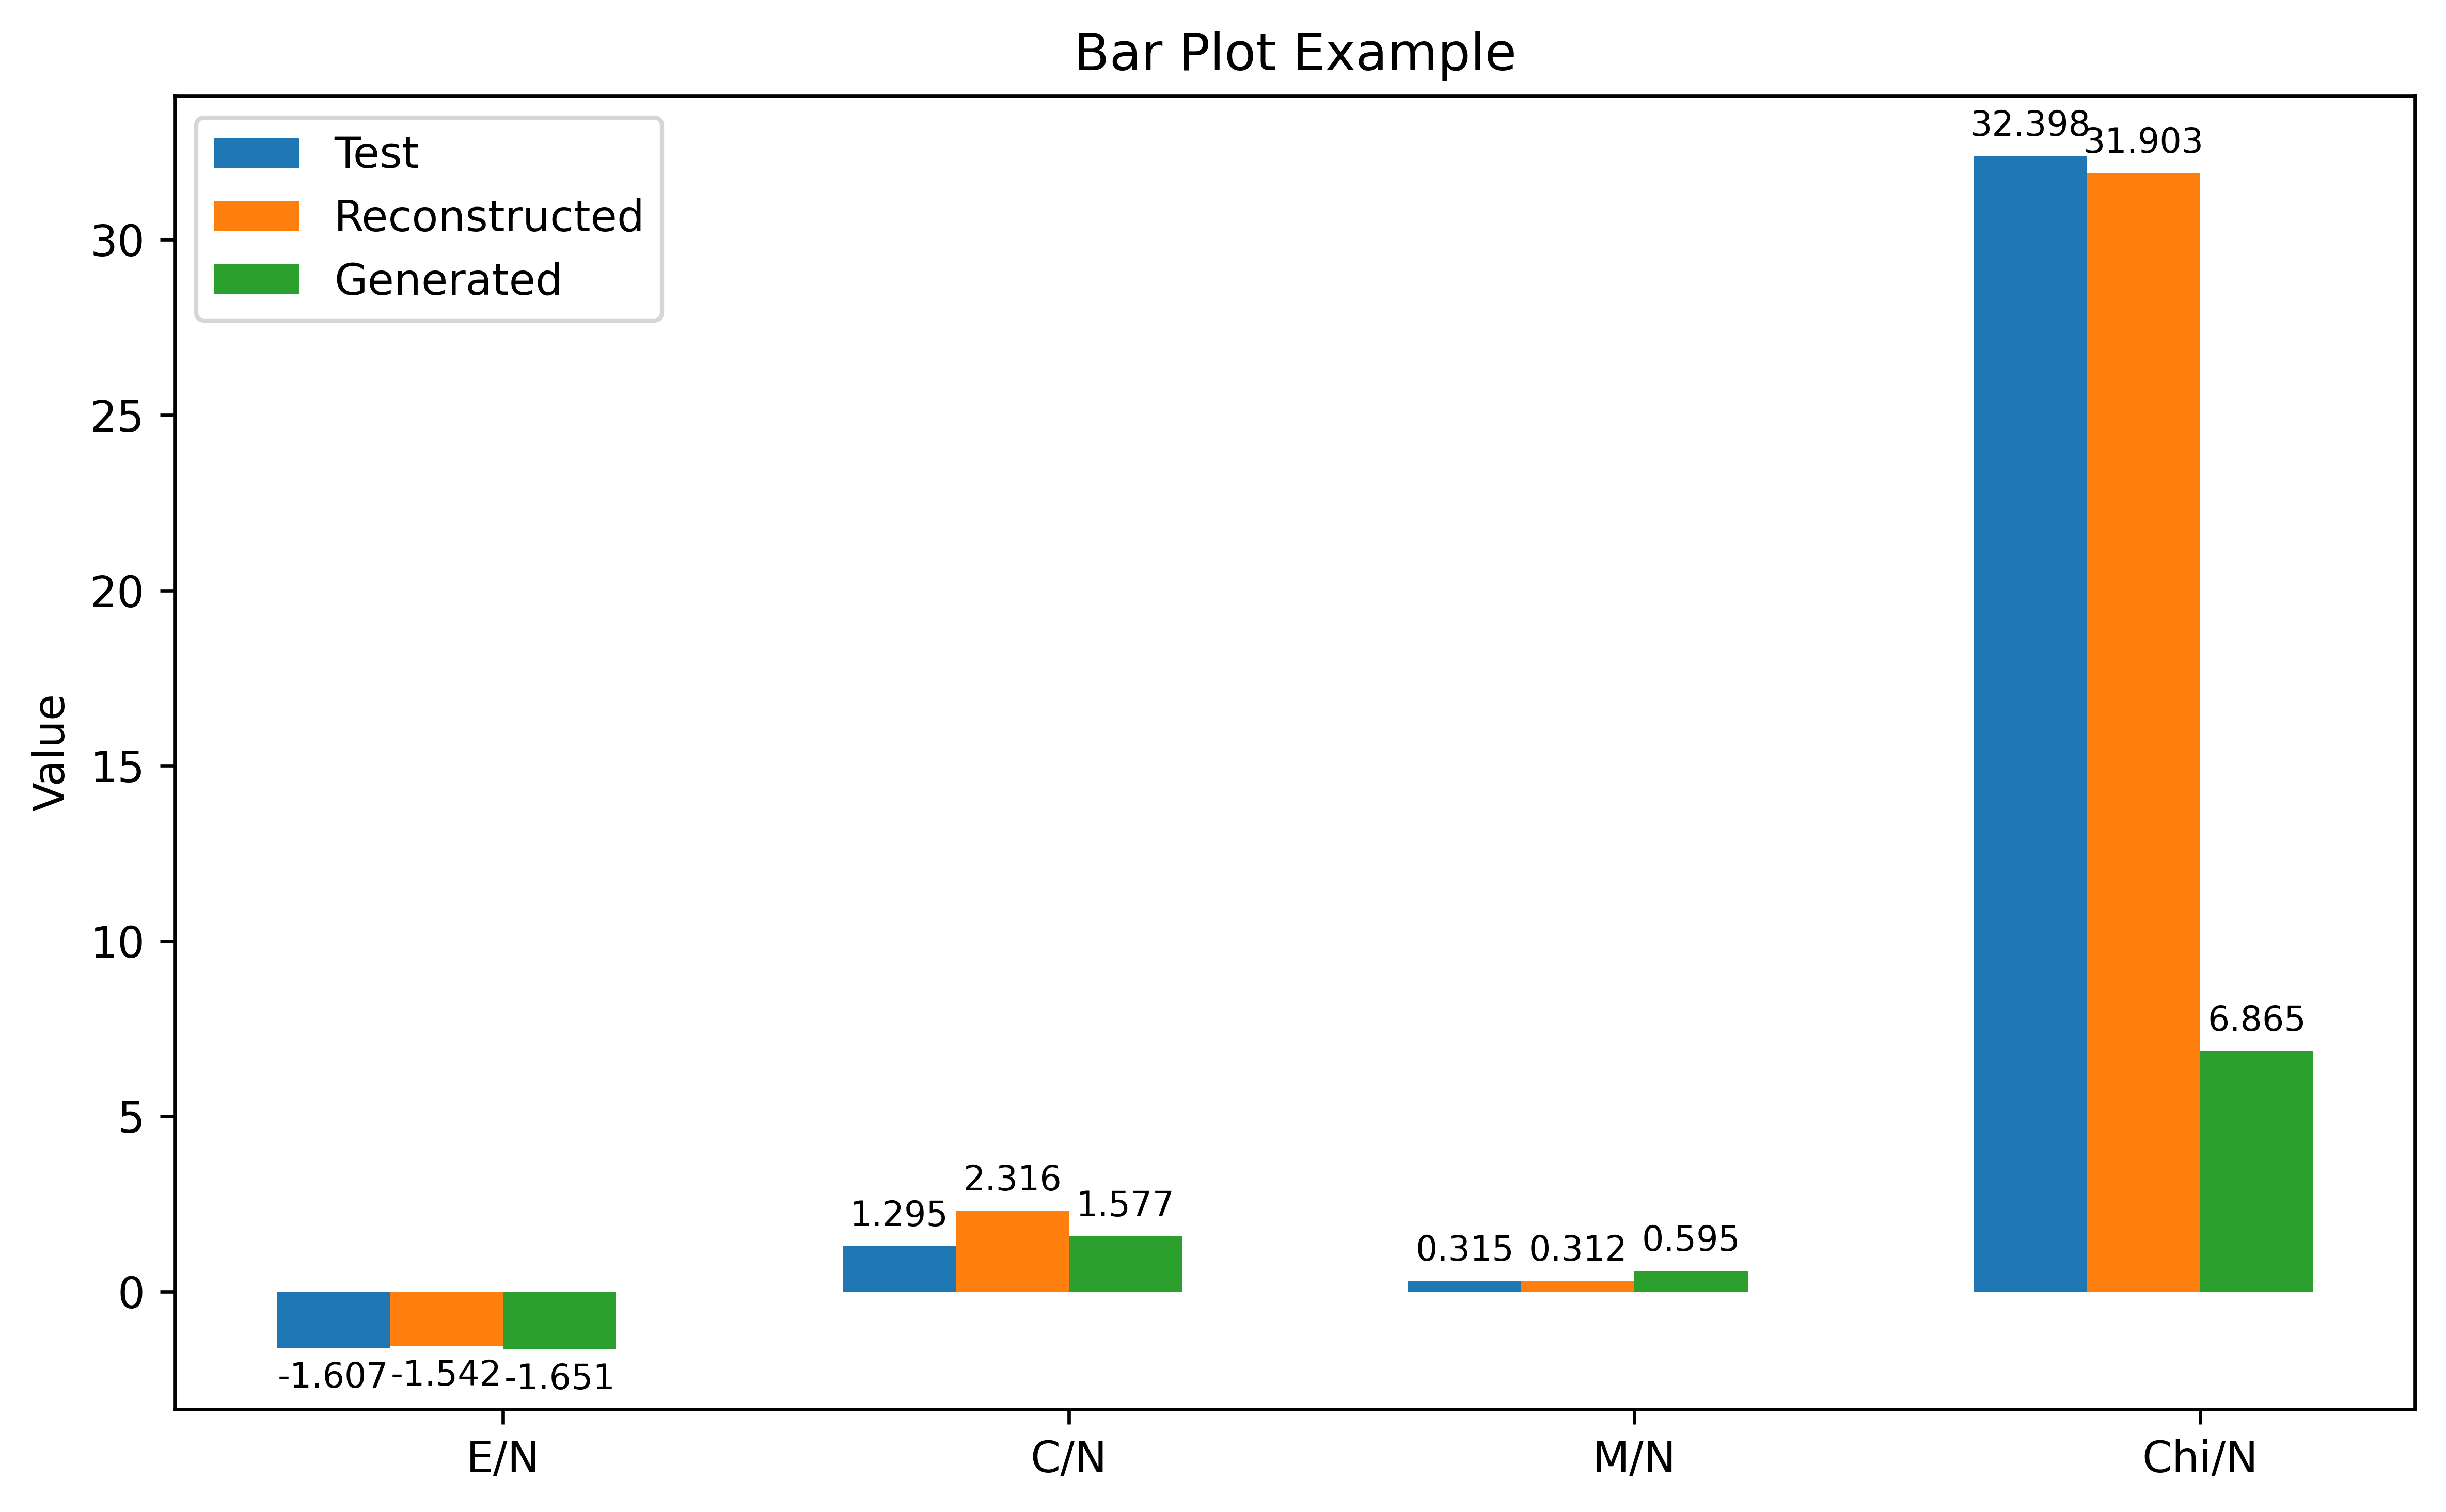 Bar Plot Example
Test
Reconstructed
Generated
Value
30
25
20
15
10
5
0
32.398
31.903
6.865
1.295
2.316
1.577
0.315
0.312
0.595
-1.607
-1.542
-1.651
E/N
C/N
M/N
Chi/N